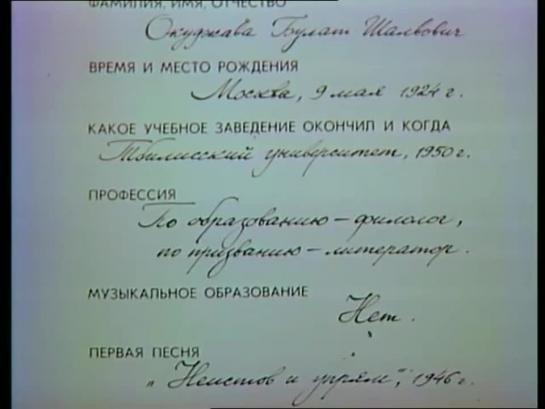 ФАМИЛИЯ, ИМЯ, ОТЧЕСТВО
Окуджава Булат Шалвович
ВРЕМЯ И МЕСТО РОЖДЕНИЯ
Москва, 9 мая 1924 г.
КАКОЕ УЧЕБНОЕ ЗАВЕДЕНИЕ ОКОНЧИЛ И КОГДА
Тбилисский университет, 1950 г.
ПРОФЕССИЯ
По образованию – филолог,
по призванию – литератор.
МУЗЫКАЛЬНОЕ ОБРАЗОВАНИЕ
Нет.
ПЕРВАЯ ПЕСНЯ
„Неистов и упрям", 1946 г.